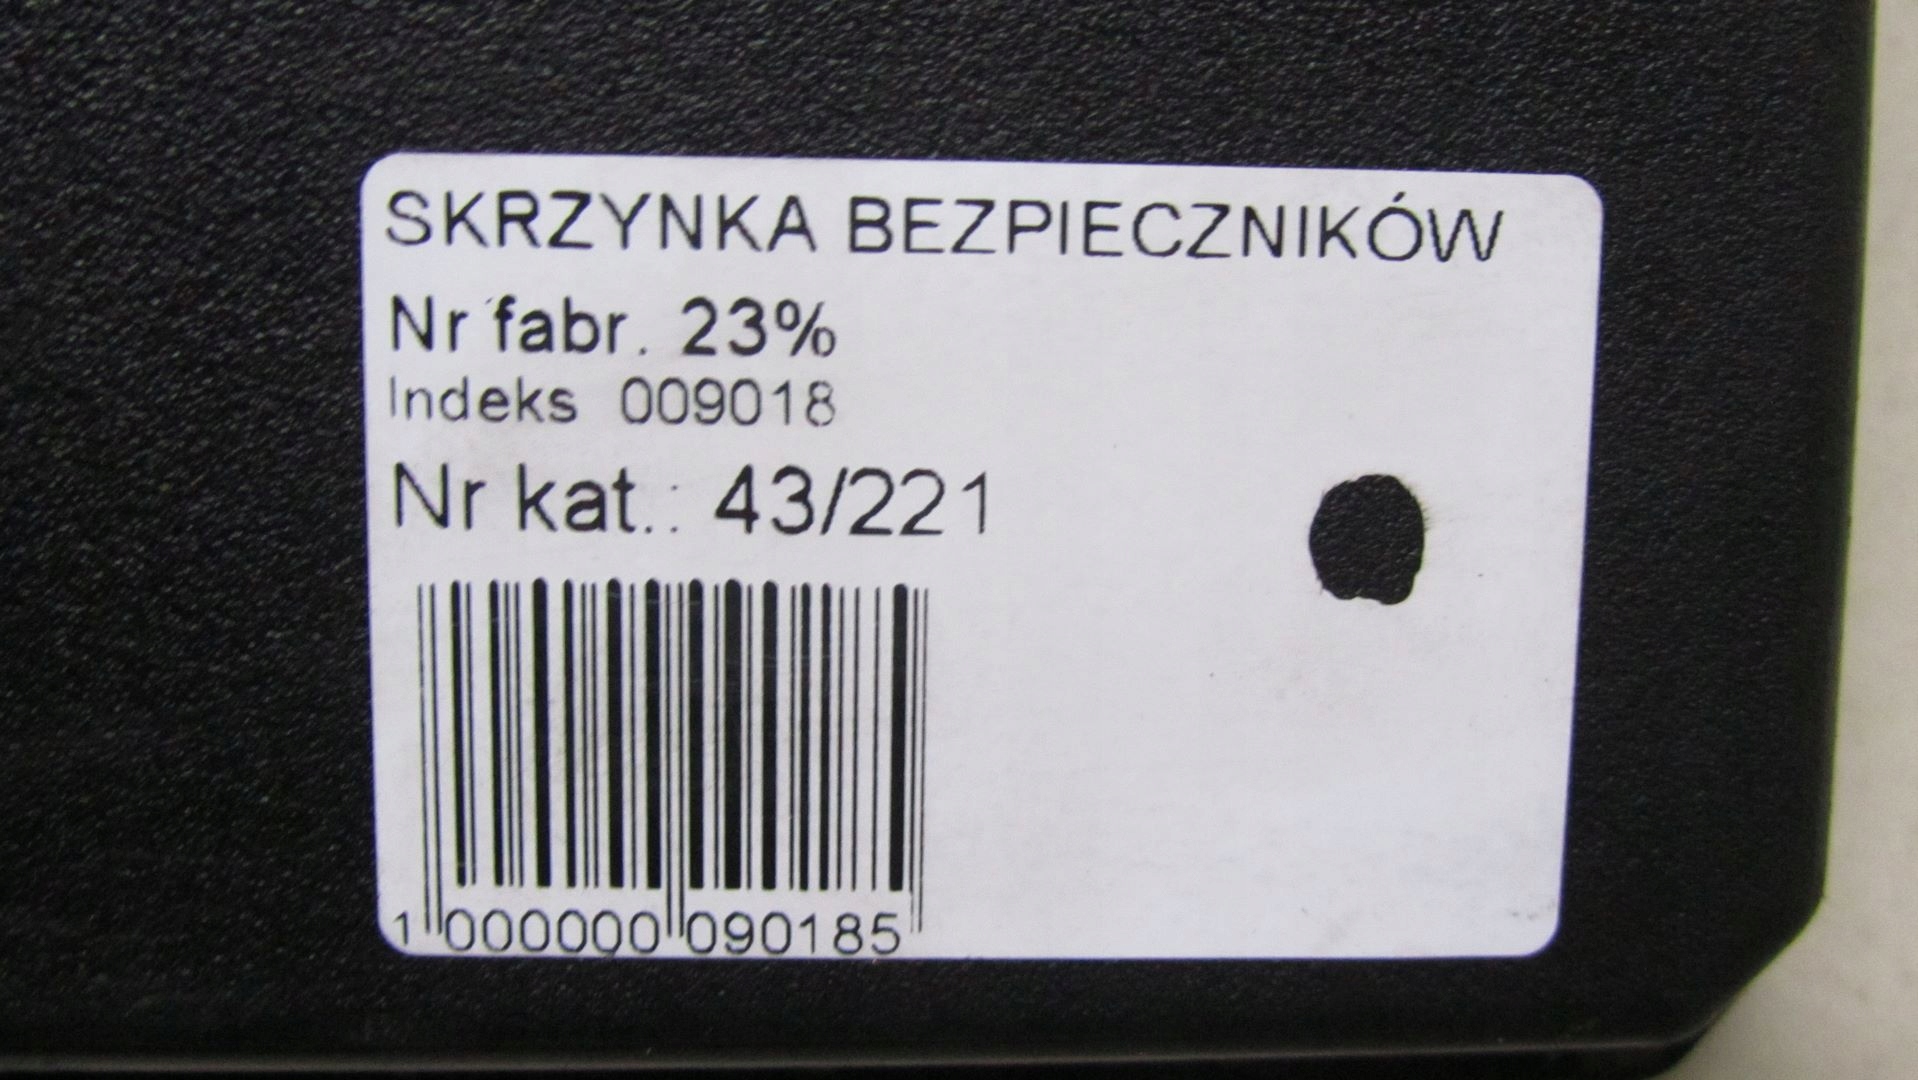 SKRZYNKA BEZPIECZNIKÓW
Nr fabr. 23%
Indeks 009018
Nr kat.: 43/221
1 000000 090185